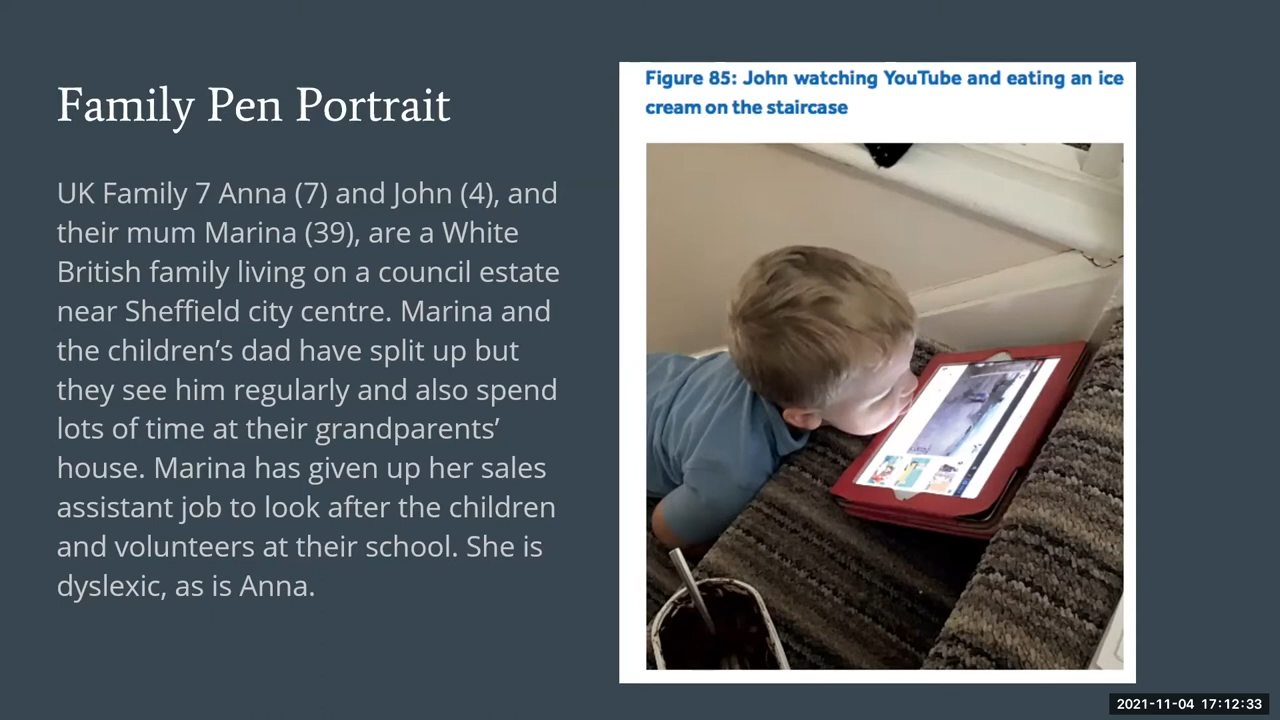 Family Pen Portrait
UK Family 7 Anna (7) and John (4), and
their mum Marina (39), are a White
British family living on a council estate
near Sheffield city centre. Marina and
the children’s dad have split up but
they see him regularly and also spend
lots of time at their grandparents’
house. Marina has given up her sales
assistant job to look after the children
and volunteers at their school. She is
dyslexic, as is Anna.
Figure 85: John watching YouTube and eating an ice
cream on the staircase
2021-11-04 17:12:33